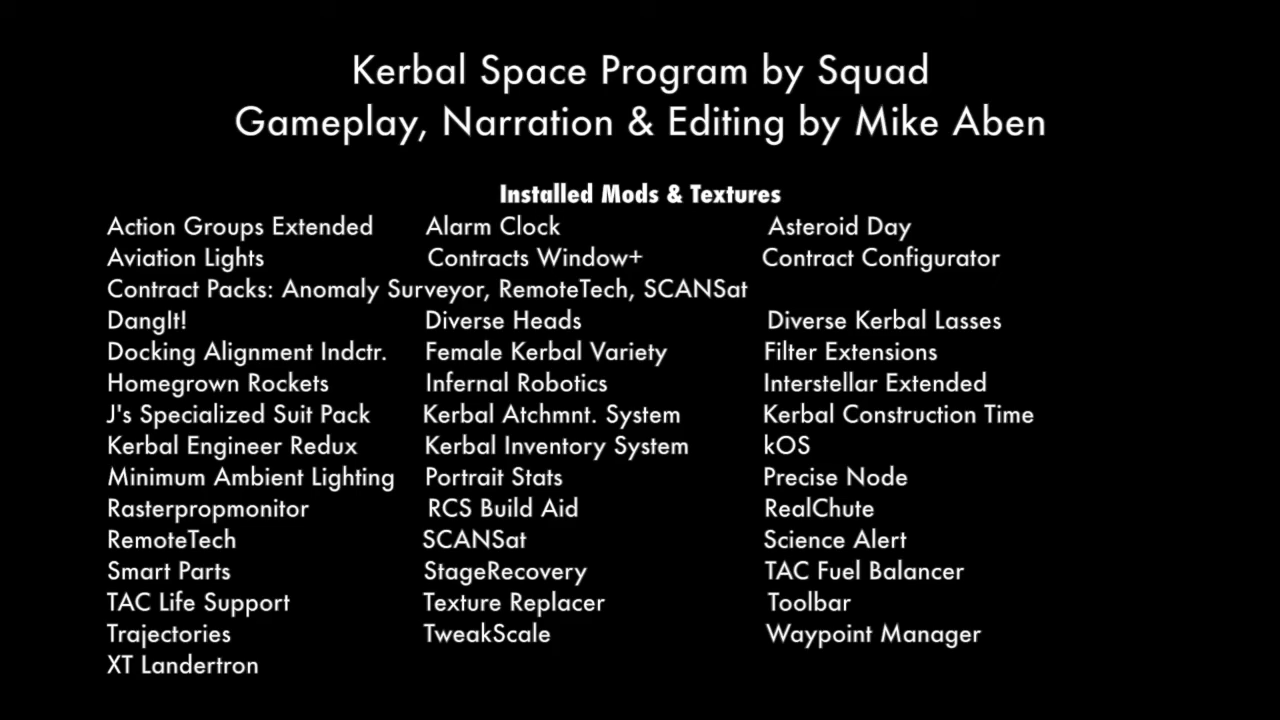 Kerbal Space Program by Squad
Gameplay, Narration & Editing by Mike Aben
Installed Mods & Textures
Action Groups Extended Alarm Clock Asteroid Day
Aviation Lights Contracts Window+ Contract Configurator
Contract Packs: Anomaly Surveyor, RemoteTech, SCANSat
DangIt! Diverse Heads Diverse Kerbal Lasses
Docking Alignment Indctr. Female Kerbal Variety Filter Extensions
Homegrown Rockets Infernal Robotics Interstellar Extended
J's Specialized Suit Pack Kerbal Atchmnt. System Kerbal Construction Time
Kerbal Engineer Redux Kerbal Inventory System kOS
Minimum Ambient Lighting Portrait Stats Precise Node
Rasterpropmonitor RCS Build Aid RealChute
RemoteTech SCANSat Science Alert
Smart Parts StageRecovery TAC Fuel Balancer
TAC Life Support Texture Replacer Toolbar
Trajectories TweakScale Waypoint Manager
XT Landertron